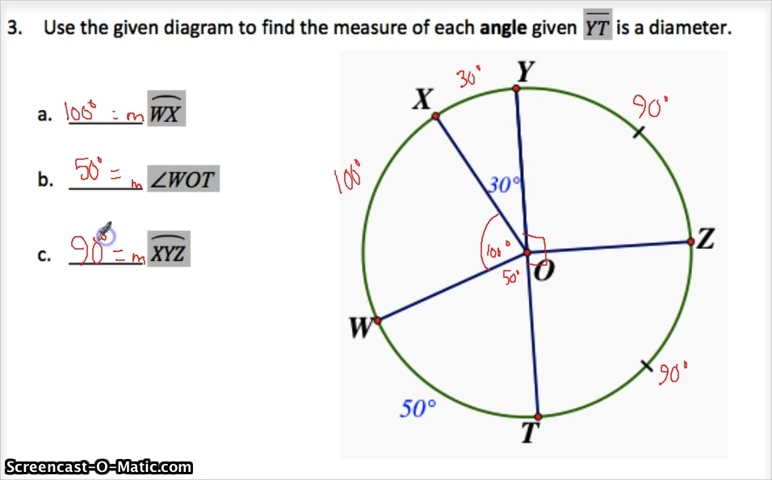 3. Use the given diagram to find the measure of each angle given YT is a diameter.
a. 100° = m WX
b. 50° = m ∠WOT
c. 90° = m XYZ
30°
Y
X
90°
100°
30°
Z
100°
50°
O
W
90°
50°
T
Screencast-O-Matic.com